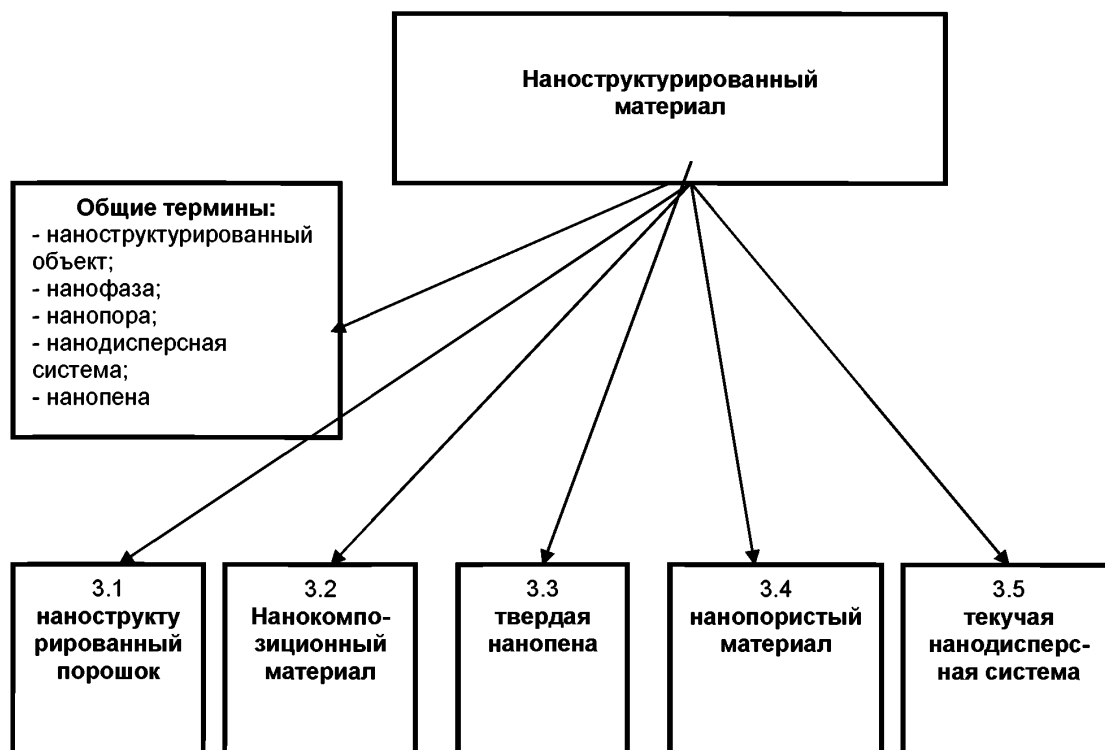 Наноструктурированный
материал
Общие термины:
- наноструктурированный
объект;
- нанофаза;
- нанопора;
- нанодисперсная
система;
- нанопена
3.1
нанострукту
рированный
порошок
3.2
Нанокомпо-
зиционный
материал
3.3
твердая
нанопена
3.4
нанопористый
материал
3.5
текучая
нанодисперс-
ная система